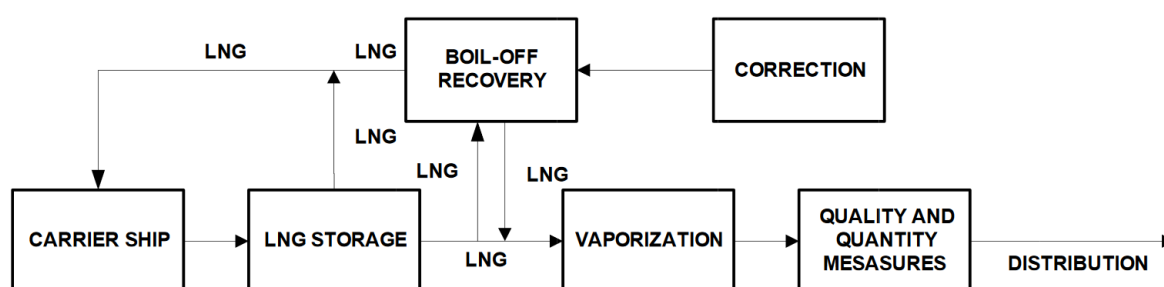 LNG
LNG
BOIL-OFF
RECOVERY
CORRECTION
LNG
LNG
LNG
CARRIER SHIP
LNG STORAGE
LNG
VAPORIZATION
QUALITY AND
QUANTITY
MESASURES
DISTRIBUTION